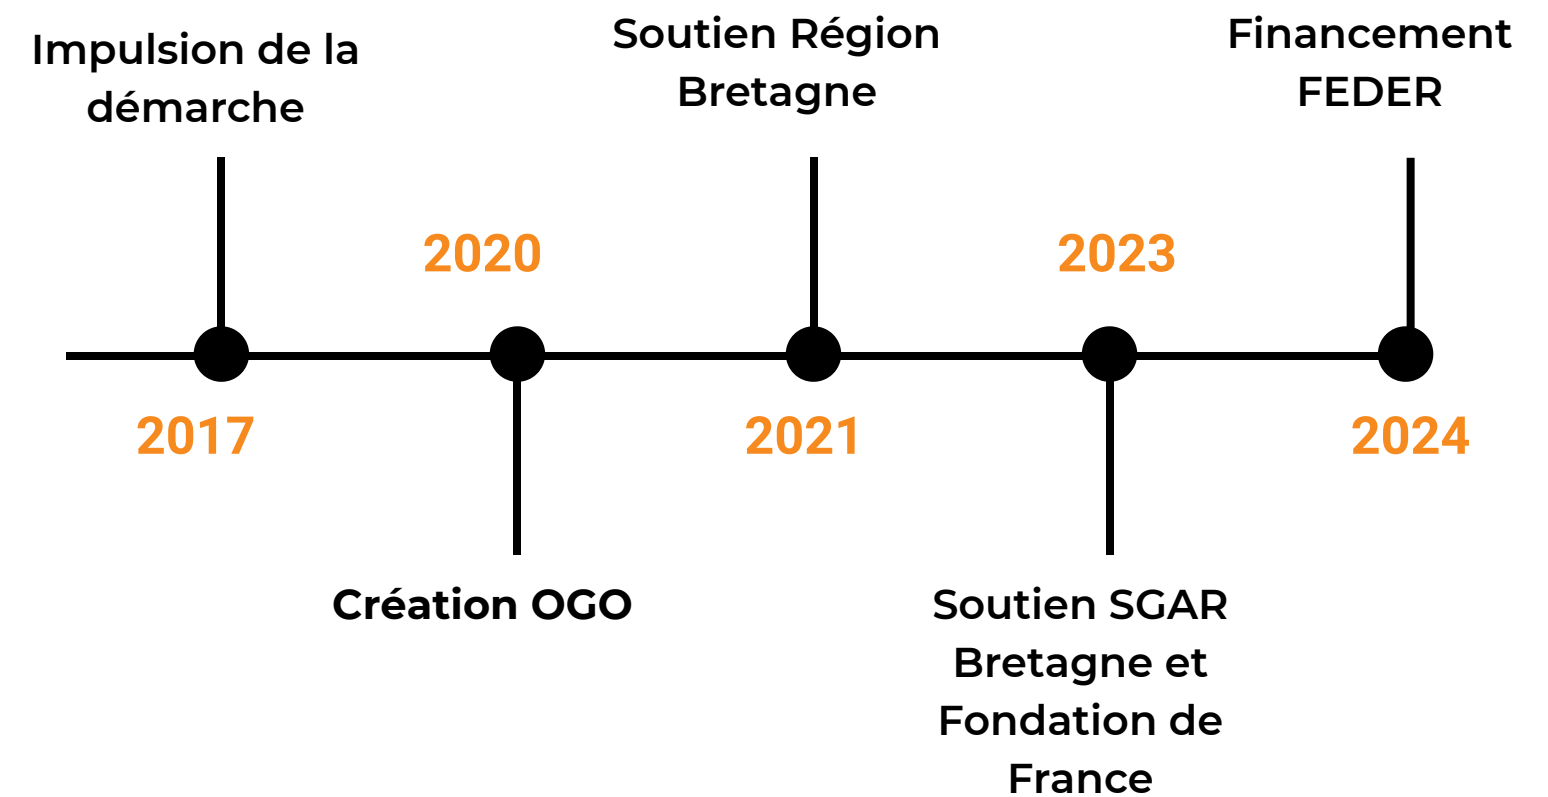 Impulsion de la
démarche
2017
2020
Création OGO
Soutien Région
Bretagne
2021
2023
Soutien SGAR
Bretagne et
Fondation de
France
Financement
FEDER
2024